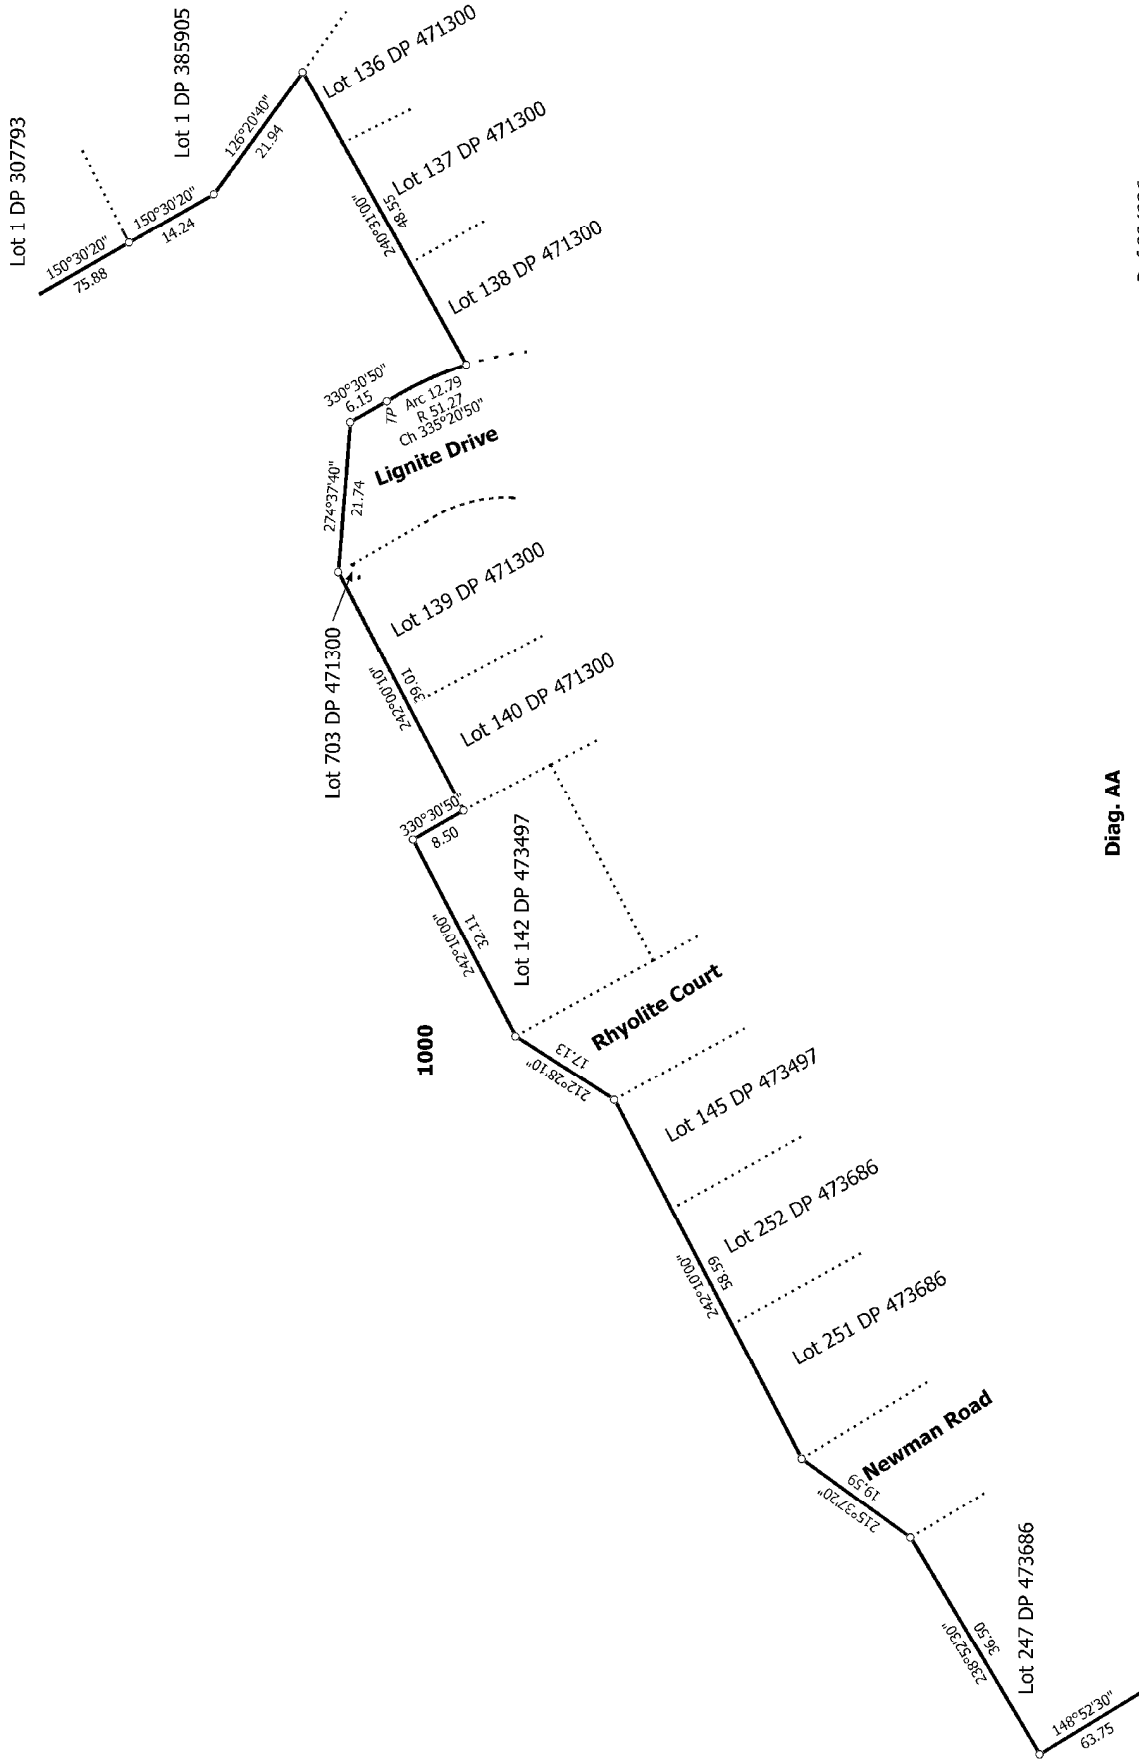 Lot 1 DP 307793
Lot 1 DP 385905
150°30'20"
75.88
150°30'20"
14.24
126°20'40"
21.94
Lot 136 DP 471300
240°31'00"
48.55
Lot 137 DP 471300
Lot 138 DP 471300
330°30'50"
6.15
TP
Arc 12.79
R 51.27
Ch 335°20'50"
Lignite Drive
274°37'40"
21.74
Lot 703 DP 471300
Lot 139 DP 471300
242°00'10"
39.01
Lot 140 DP 471300
330°30'50"
8.50
Lot 142 DP 473497
242°10'00"
32.11
1000
Rhyolite Court
212°28'10"
17.13
Lot 145 DP 473497
Lot 252 DP 473686
242°10'00"
58.59
Lot 251 DP 473686
Newman Road
215°37'20"
19.59
238°52'30"
36.50
Lot 247 DP 473686
148°52'30"
63.75
Diag. AA